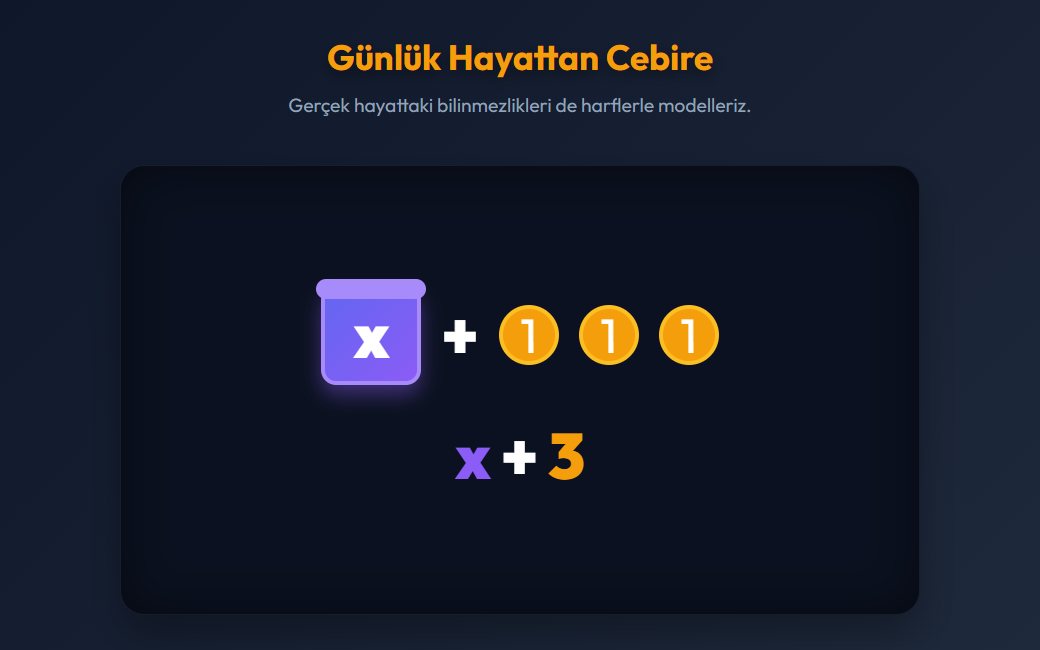 Günlük Hayattan Cebire
Gerçek hayattaki bilinmezlikleri de harflerle modelleriz.
x + 1 1 1
x + 3